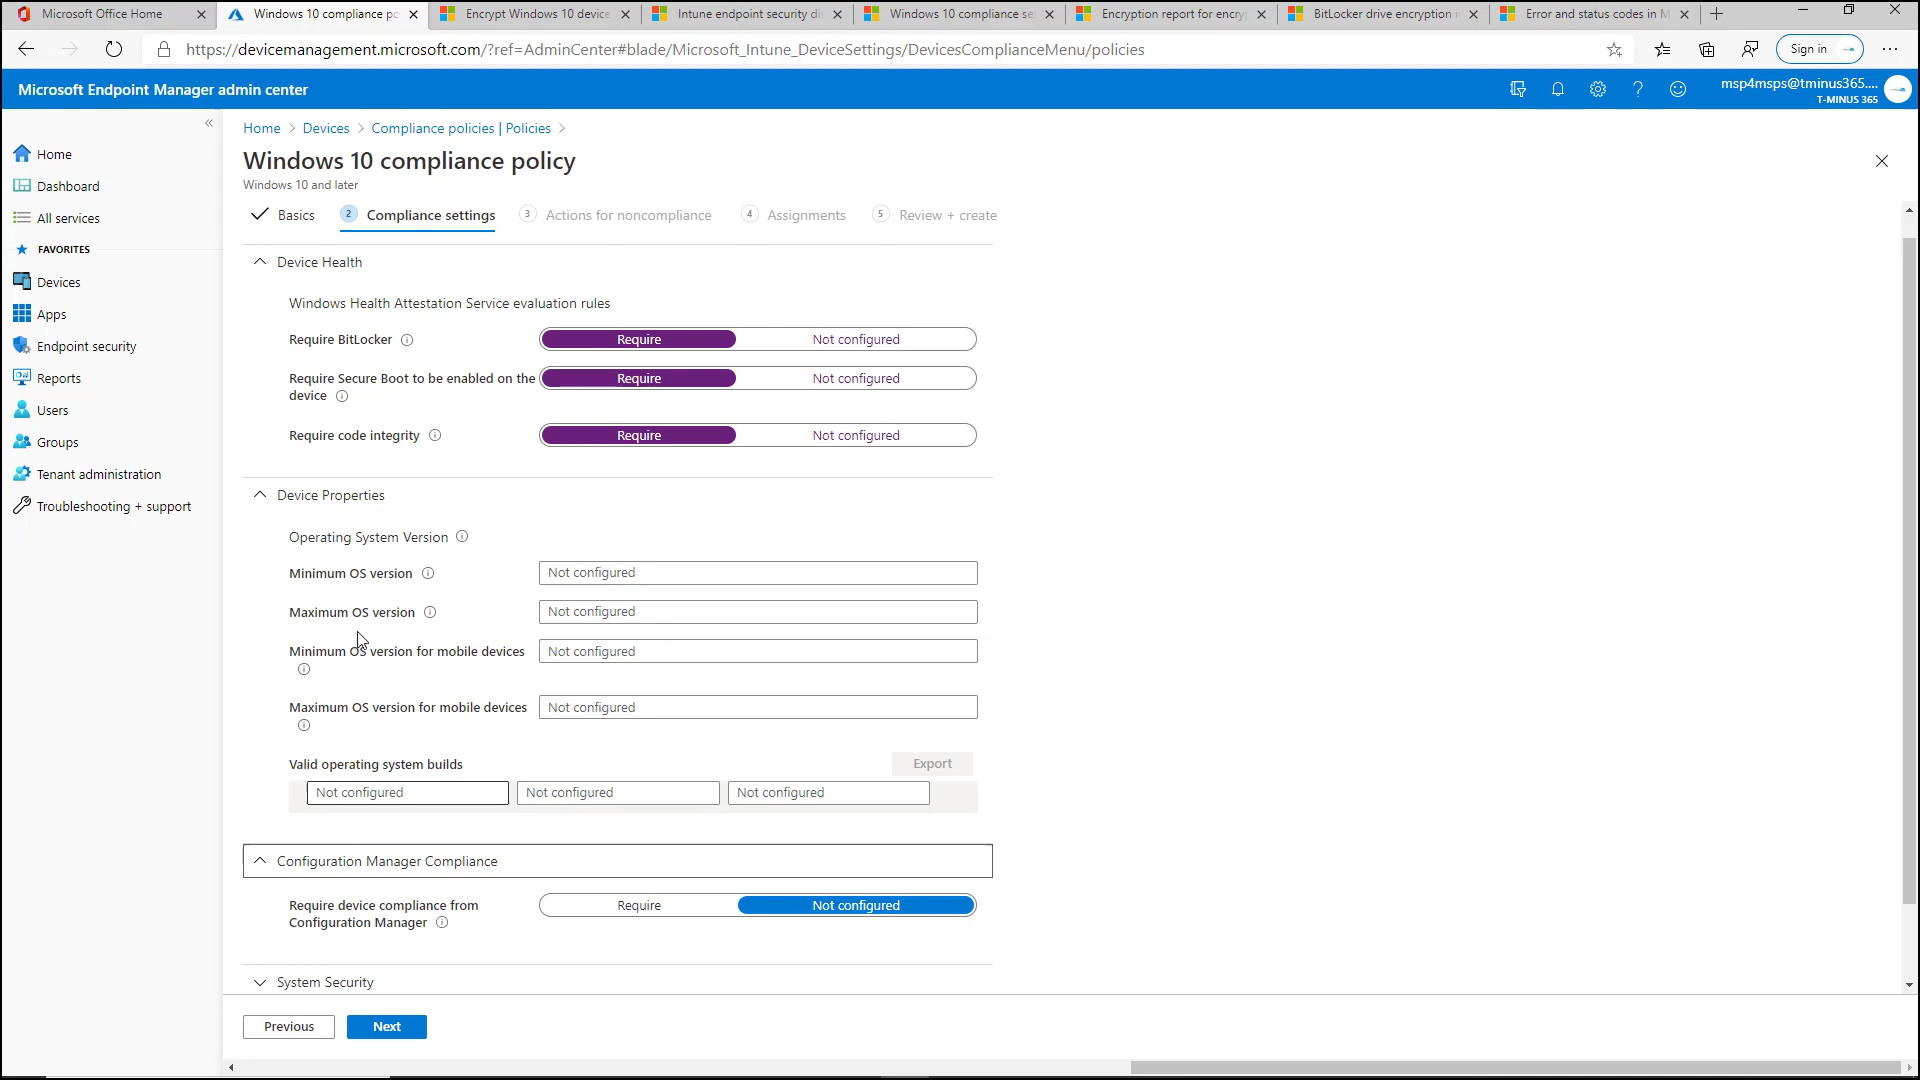 Microsoft Office Home
Windows 10 compliance po
Encrypt Windows 10 device
Intune endpoint security di
Windows 10 compliance se
Encryption report for encry
BitLocker drive encryption i
Error and status codes in M
https://devicemanagement.microsoft.com/?ref=AdminCenter#blade/Microsoft_Intune_DeviceSettings/DevicesComplianceMenu/policies
Sign in
Microsoft Endpoint Manager admin center
msp4msps@tminus365....
T-MINUS 365
Home
Dashboard
All services
FAVORITES
Devices
Apps
Endpoint security
Reports
Users
Groups
Tenant administration
Troubleshooting + support
Home > Devices > Compliance policies | Policies >
Windows 10 compliance policy
Windows 10 and later
Basics
2 Compliance settings
3 Actions for noncompliance
4 Assignments
5 Review + create
Device Health
Windows Health Attestation Service evaluation rules
Require BitLocker
Require Not configured
Require Secure Boot to be enabled on the
device
Require Not configured
Require code integrity
Require Not configured
Device Properties
Operating System Version
Minimum OS version
Not configured
Maximum OS version
Not configured
Minimum OS version for mobile devices
Not configured
Maximum OS version for mobile devices
Not configured
Valid operating system builds
Export
Not configured Not configured Not configured
Configuration Manager Compliance
Require device compliance from
Configuration Manager
Require Not configured
System Security
Previous
Next